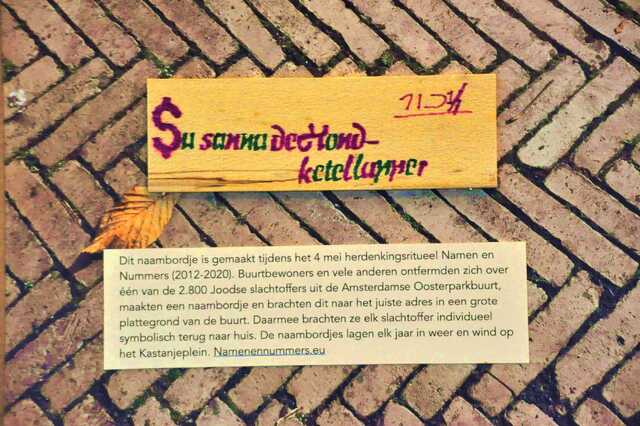 Susanna de Hond-
ketellapper
Dit naambordje is gemaakt tijdens het 4 mei herdenkingsritueel Namen en
Nummers (2012-2020). Buurtbewoners en vele anderen ontfermden zich over
één van de 2.800 Joodse slachtoffers uit de Amsterdamse Oosterparkbuurt,
maakten een naambordje en brachten dit naar het juiste adres in een grote
plattegrond van de buurt. Daarmee brachten ze elk slachtoffer individueel
symbolisch terug naar huis. De naambordjes lagen elk jaar in weer en wind op
het Kastanjeplein. Namenennummers.eu